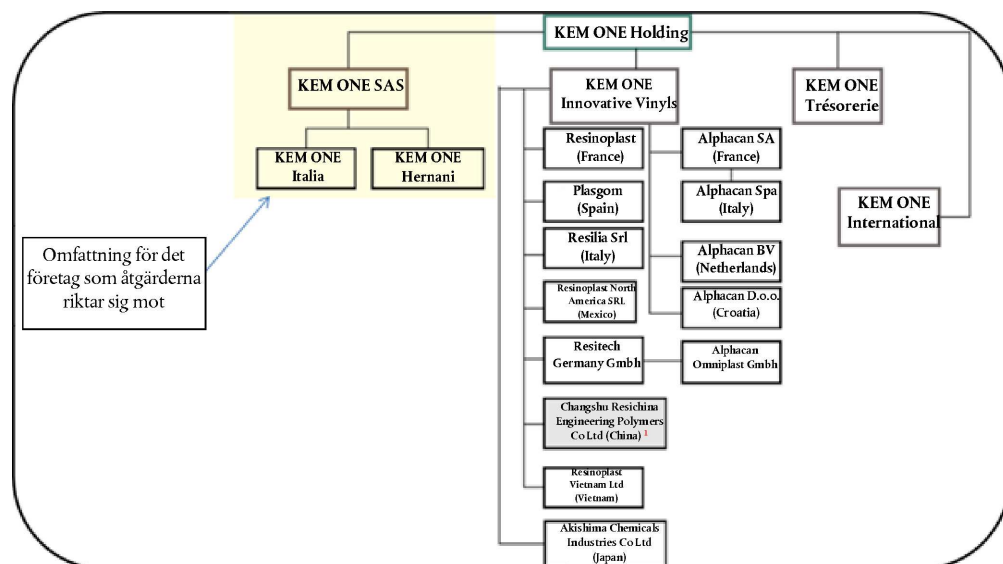 KEM ONE Holding
KEM ONE SAS
KEM ONE
Innovative Vinyls
KEM ONE
Trésorerie
KEM ONE
Italia
KEM ONE
Hernani
Resinoplast
(France)
Alphacan SA
(France)
Plasgom
(Spain)
Alphacan Spa
(Italy)
KEM ONE
International
Omfattning för det
företag som åtgärderna
riktar sig mot
Resilia Srl
(Italy)
Alphacan BV
(Netherlands)
Resinoplast North
America SRL
(Mexico)
Alphacan D.o.o.
(Croatia)
Resitech
Germany Gmbh
Alphacan
Omniplast Gmbh
Changshu Resichina
Engineering Polymers
Co Ltd (China) 1
Resinoplast
Vietnam Ltd
(Vietnam)
Akishima Chemicals
Industries Co Ltd
(Japan)